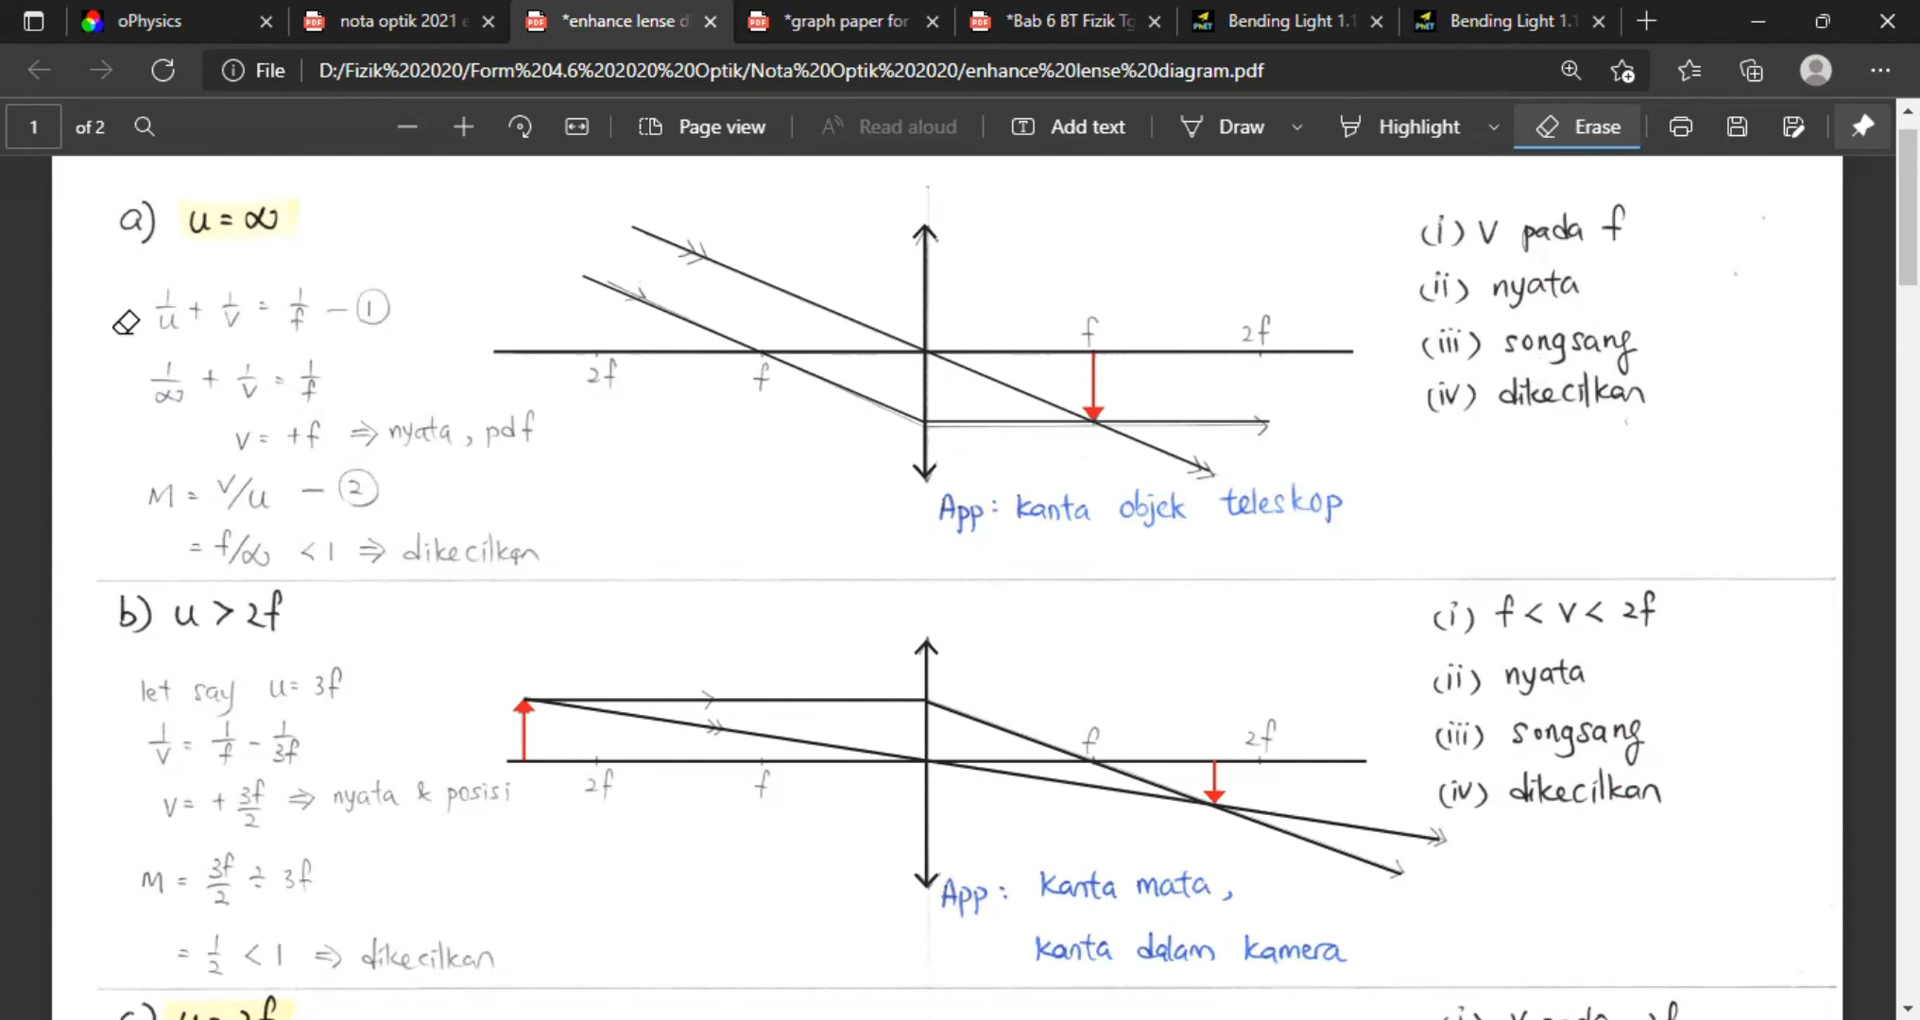 oPhysics
nota optik 2021 e
*enhance lense d
*graph paper for
*Bab 6 BT Fizik Tg
Bending Light 1.1
Bending Light 1.1
File
D:/Fizik%202020/Form%204.6%202020%20Optik/Nota%20Optik%202020/enhance%20lense%20diagram.pdf
1 of 2
Page view
Read aloud
Add text
Draw
Highlight
Erase
a) u = ∞
1/u + 1/v = 1/f — ①
1/∞ + 1/v = 1/f
v = +f ⇒ nyata, pdf
M = v/u — ②
= f/∞ < 1 ⇒ dikecilkan
2f
f
f
2f
App: kanta objek teleskop
(i) v pada f
(ii) nyata
(iii) songsang
(iv) dikecilkan
b) u > 2f
let say u = 3f
1/v = 1/f - 1/3f
v = + 3f/2 ⇒ nyata & posisi
M = 3f/2 ÷ 3f
= 1/2 < 1 ⇒ dikecilkan
2f
f
f
2f
App: Kanta mata,
kanta dalam kamera
(i) f < v < 2f
(ii) nyata
(iii) songsang
(iv) dikecilkan
c) u = 2f
(i) v pada 2f